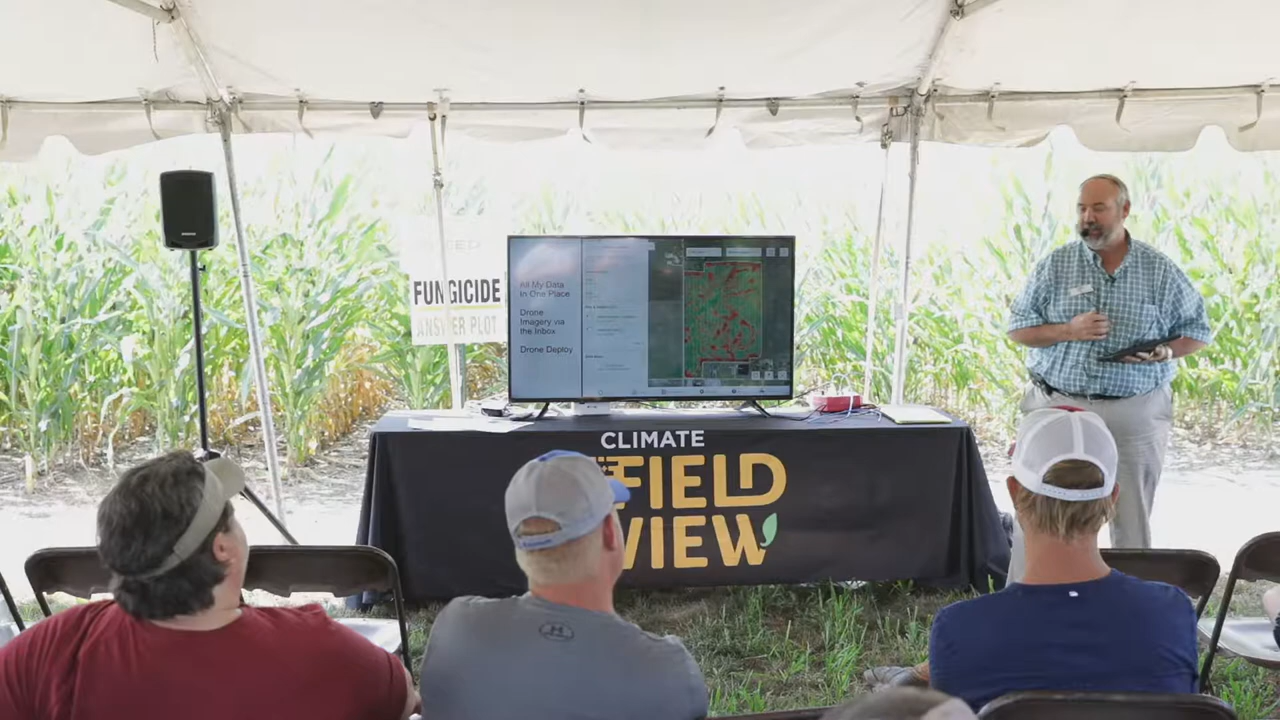 FUNGICIDE
ANSWER PLOT
All My Data
In One Place
Drone
Imagery via
the Inbox
Drone Deploy
CLIMATE
FIELD
VIEW